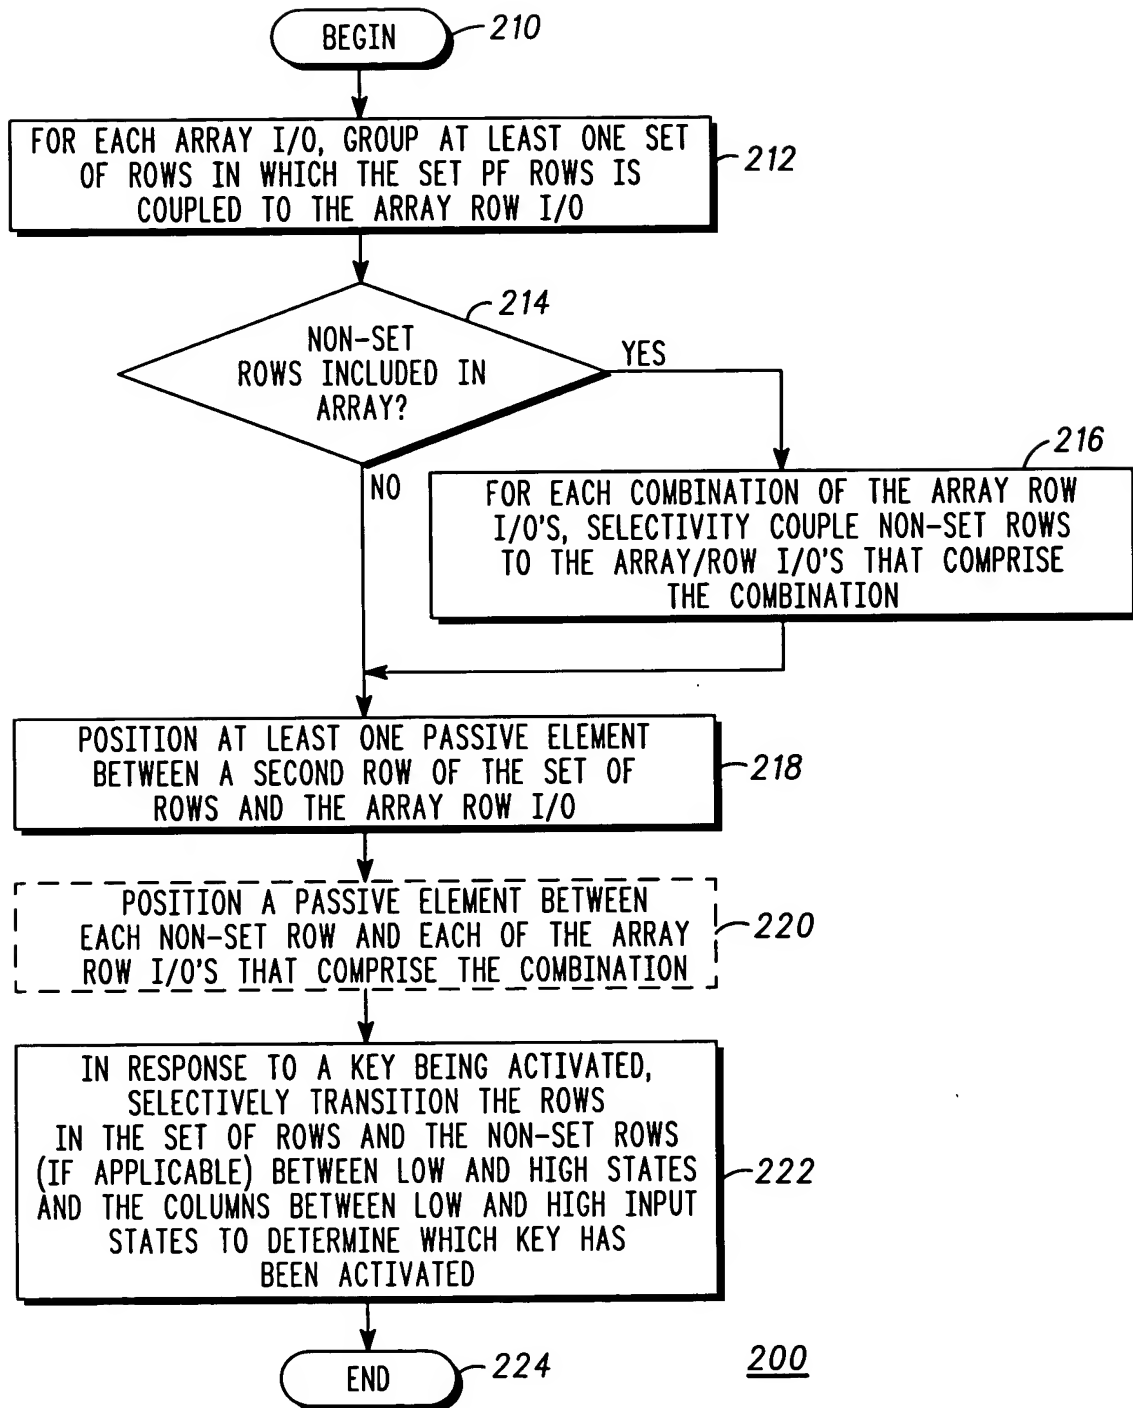 BEGIN
210
FOR EACH ARRAY I/O, GROUP AT LEAST ONE SET
OF ROWS IN WHICH THE SET PF ROWS IS
COUPLED TO THE ARRAY ROW I/O
212
214
NON-SET
ROWS INCLUDED IN
ARRAY?
YES
NO
216
FOR EACH COMBINATION OF THE ARRAY ROW
I/O'S, SELECTIVITY COUPLE NON-SET ROWS
TO THE ARRAY/ROW I/O'S THAT COMPRISE
THE COMBINATION
POSITION AT LEAST ONE PASSIVE ELEMENT
BETWEEN A SECOND ROW OF THE SET OF
ROWS AND THE ARRAY ROW I/O
218
POSITION A PASSIVE ELEMENT BETWEEN
EACH NON-SET ROW AND EACH OF THE ARRAY
ROW I/O'S THAT COMPRISE THE COMBINATION
220
IN RESPONSE TO A KEY BEING ACTIVATED,
SELECTIVELY TRANSITION THE ROWS
IN THE SET OF ROWS AND THE NON-SET ROWS
(IF APPLICABLE) BETWEEN LOW AND HIGH STATES
AND THE COLUMNS BETWEEN LOW AND HIGH INPUT
STATES TO DETERMINE WHICH KEY HAS
BEEN ACTIVATED
222
END
224
200